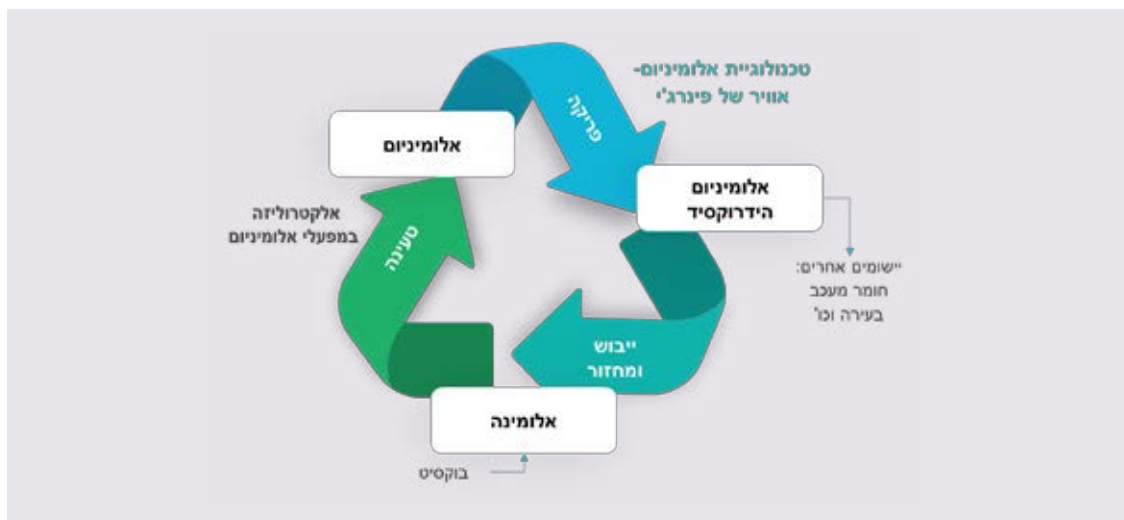 טכנולוגיית אלומיניום-
אוויר של פינרג'י
פריקה
אלומיניום
אלומיניום
הידרוקסיד
אלקטרוליזה
במפעלי אלומיניום
טעינה
יישומים אחרים:
חומר מעכב
בעירה וכו'
ייבוש
ומחזור
אלומינה
בוקסיט